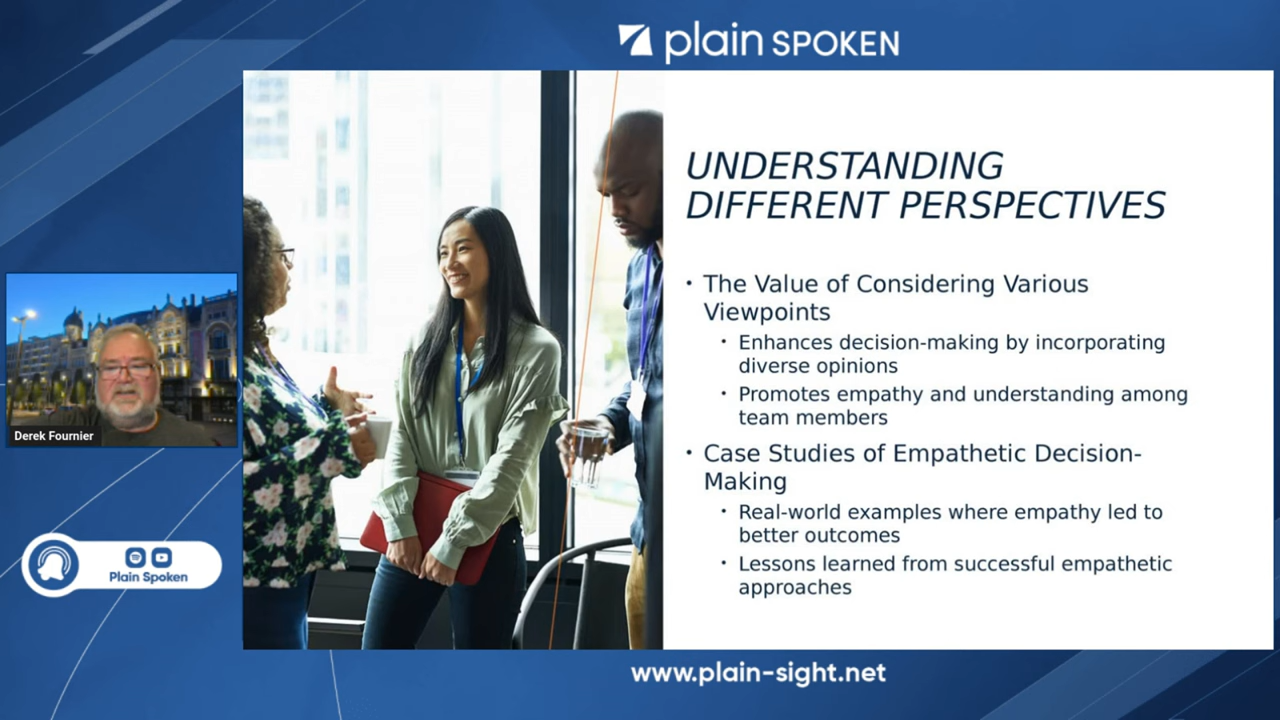 plain SPOKEN
UNDERSTANDING
DIFFERENT PERSPECTIVES
• The Value of Considering Various
Viewpoints
• Enhances decision-making by incorporating
diverse opinions
• Promotes empathy and understanding among
team members
• Case Studies of Empathetic Decision-
Making
• Real-world examples where empathy led to
better outcomes
• Lessons learned from successful empathetic
approaches
Derek Fournier
Plain Spoken
www.plain-sight.net